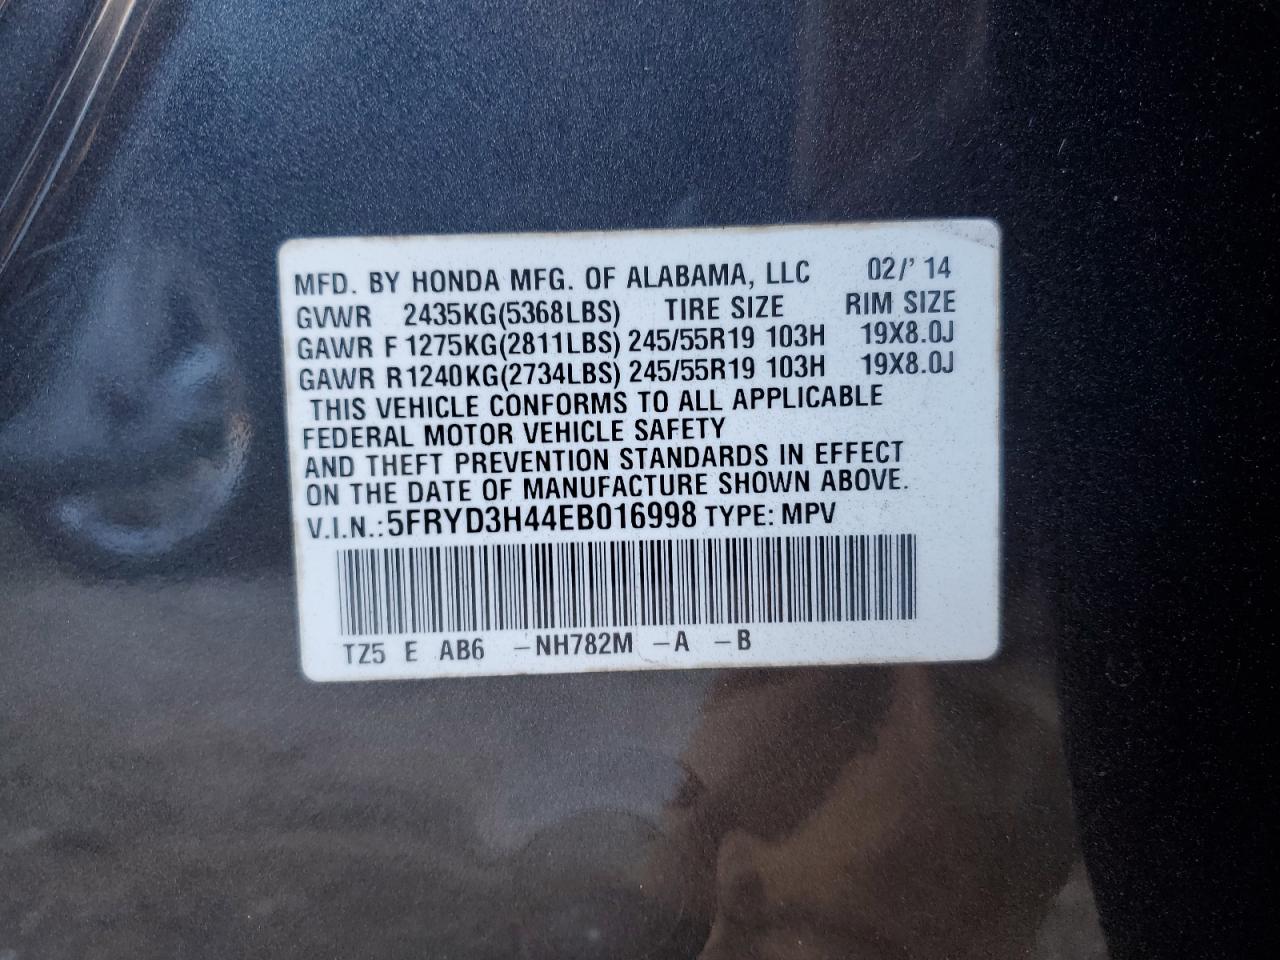 MFD. BY HONDA MFG. OF ALABAMA, LLC 02/' 14
GVWR 2435KG(5368LBS) TIRE SIZE RIM SIZE
GAWR F 1275KG(2811LBS) 245/55R19 103H 19X8.0J
GAWR R1240KG(2734LBS) 245/55R19 103H 19X8.0J
THIS VEHICLE CONFORMS TO ALL APPLICABLE
FEDERAL MOTOR VEHICLE SAFETY
AND THEFT PREVENTION STANDARDS IN EFFECT
ON THE DATE OF MANUFACTURE SHOWN ABOVE.
V.I.N.: 5FRYD3H44EB016998 TYPE: MPV
TZ5 E AB6 -NH782M -A -B